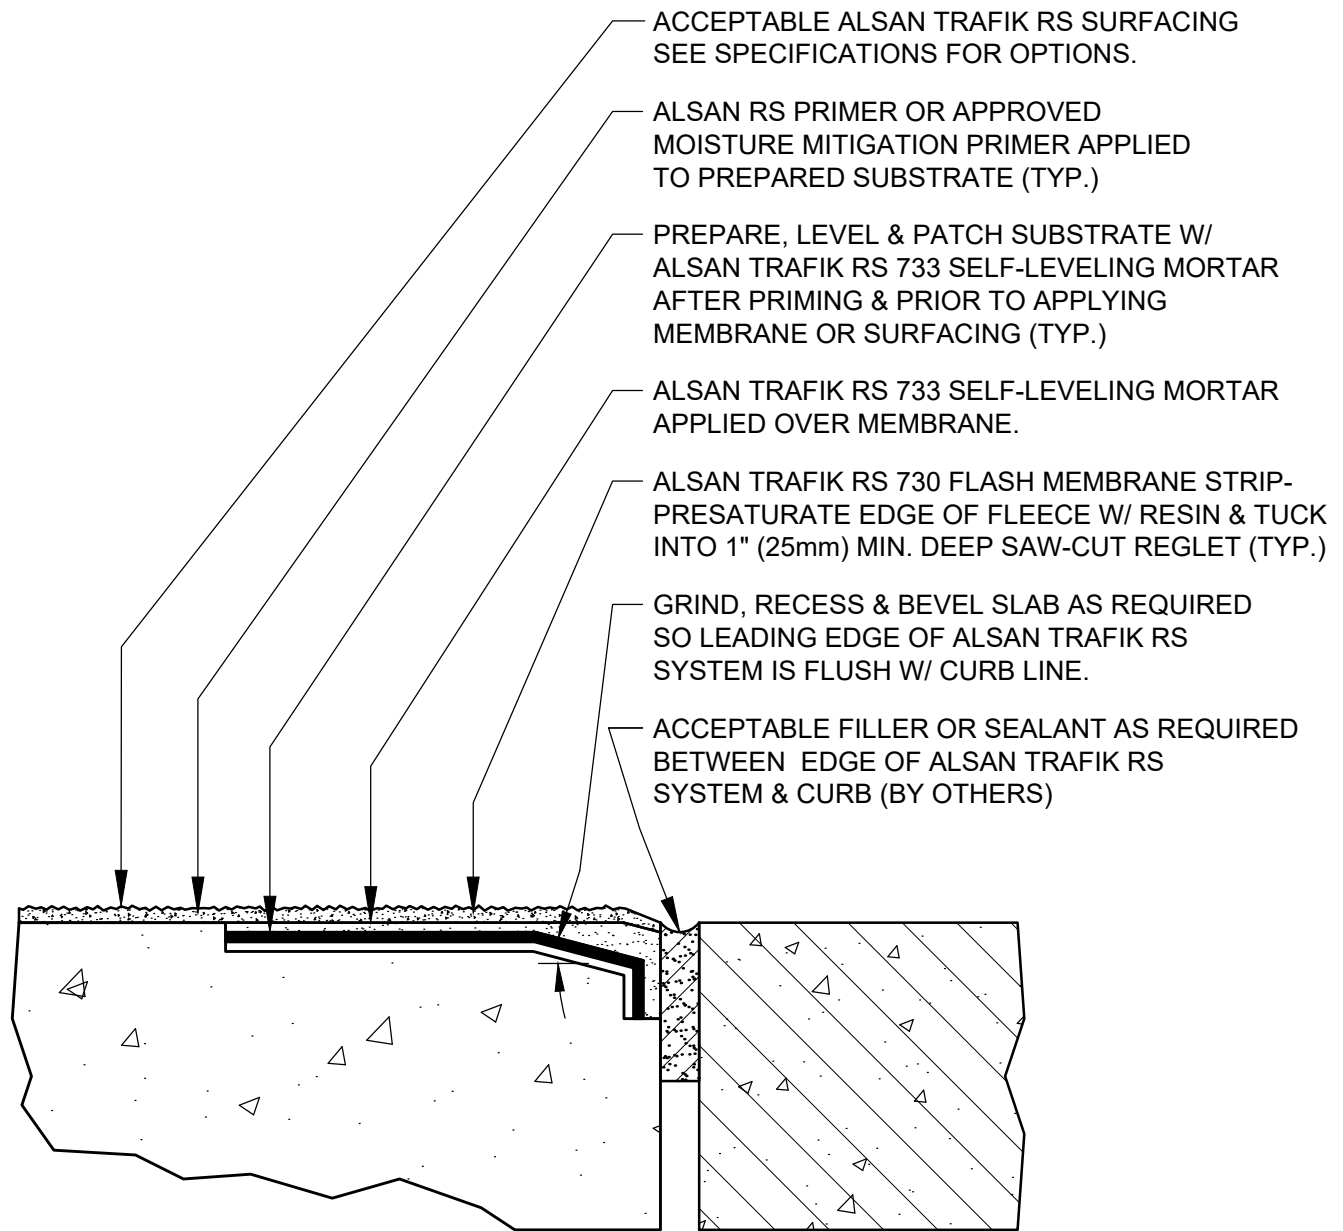 ACCEPTABLE ALSAN TRAFIK RS SURFACING
SEE SPECIFICATIONS FOR OPTIONS.
ALSAN RS PRIMER OR APPROVED
MOISTURE MITIGATION PRIMER APPLIED
TO PREPARED SUBSTRATE (TYP.)
PREPARE, LEVEL & PATCH SUBSTRATE W/
ALSAN TRAFIK RS 733 SELF-LEVELING MORTAR
AFTER PRIMING & PRIOR TO APPLYING
MEMBRANE OR SURFACING (TYP.)
ALSAN TRAFIK RS 733 SELF-LEVELING MORTAR
APPLIED OVER MEMBRANE.
ALSAN TRAFIK RS 730 FLASH MEMBRANE STRIP-
PRESATURATE EDGE OF FLEECE W/ RESIN & TUCK
INTO 1" (25mm) MIN. DEEP SAW-CUT REGLET (TYP.)
GRIND, RECESS & BEVEL SLAB AS REQUIRED
SO LEADING EDGE OF ALSAN TRAFIK RS
SYSTEM IS FLUSH W/ CURB LINE.
ACCEPTABLE FILLER OR SEALANT AS REQUIRED
BETWEEN  EDGE OF ALSAN TRAFIK RS
SYSTEM & CURB (BY OTHERS)